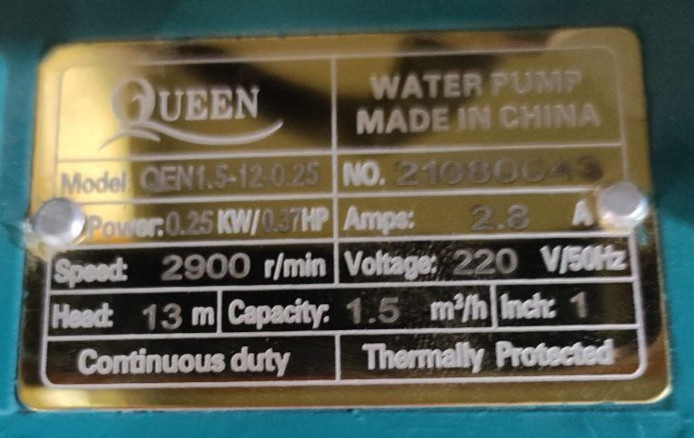 QUEEN
WATER PUMP
MADE IN CHINA
Model QEN1.5-12-0.25 NO. 21080043
Power: 0.25 KW/0.37HP Amps: 2.8 A
Speed: 2900 r/min Voltage: 220 V/50Hz
Head: 13 m Capacity: 1.5 m³/h Inch: 1
Continuous duty Thermally Protected